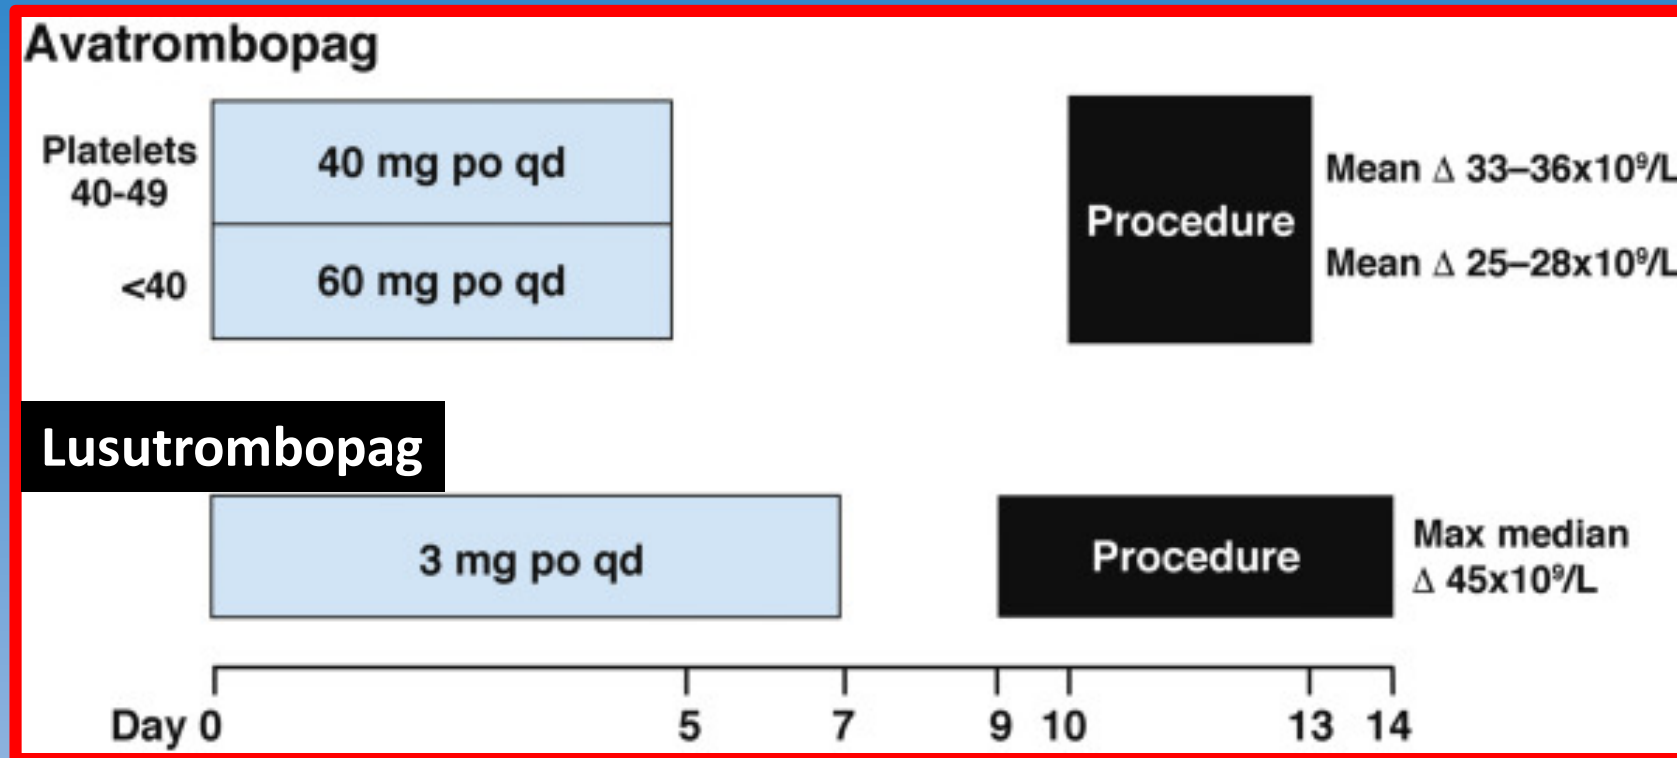 Avatrombopag
Platelets
40-49
40 mg po qd
<40
60 mg po qd
Procedure
Mean Δ 33–36x10⁹/L
Mean Δ 25–28x10⁹/L
Lusutrombopag
3 mg po qd
Procedure
Max median
Δ 45x10⁹/L
Day 0 5 7 9 10 13 14